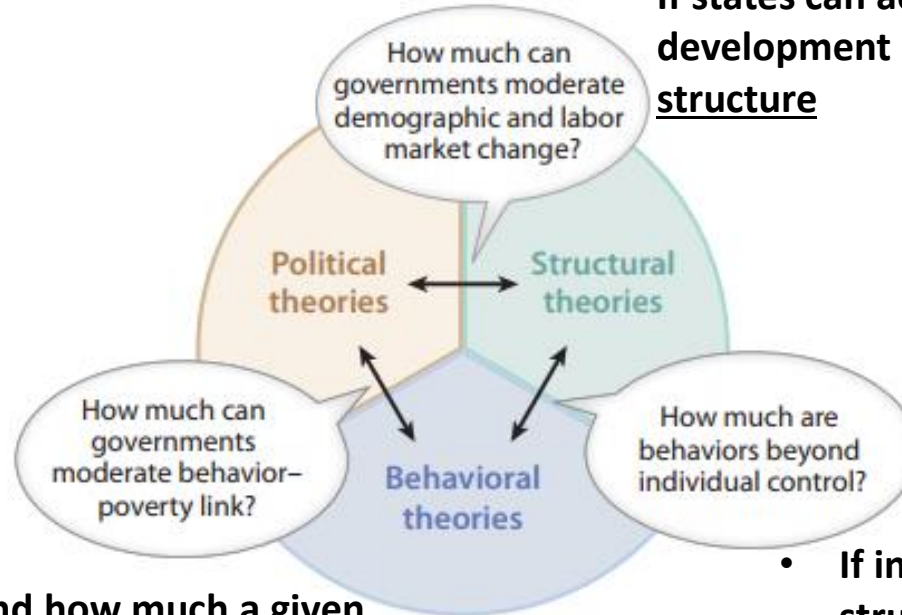 If states can a
development
structure
How much can
governments moderate
demographic and labor
market change?
Political
theories
Structural
theories
How much can
governments
moderate behavior–
poverty link?
How much are
behaviors beyond
individual control?
Behavioral
theories
• If in
nd how much a given